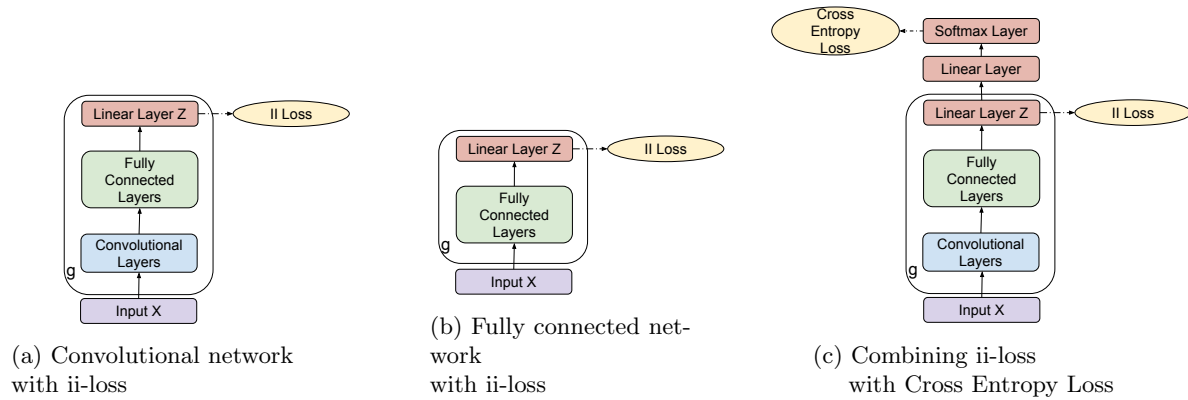 Linear Layer Z
II Loss
Fully
Connected
Layers
Convolutional
Layers
g
Input X
(a) Convolutional network
with ii-loss
Linear Layer Z
II Loss
Fully
Connected
Layers
g
Input X
(b) Fully connected net-
work
with ii-loss
Cross
Entropy
Loss
Softmax Layer
Linear Layer
Linear Layer Z
II Loss
Fully
Connected
Layers
Convolutional
Layers
g
Input X
(c) Combining ii-loss
with Cross Entropy Loss